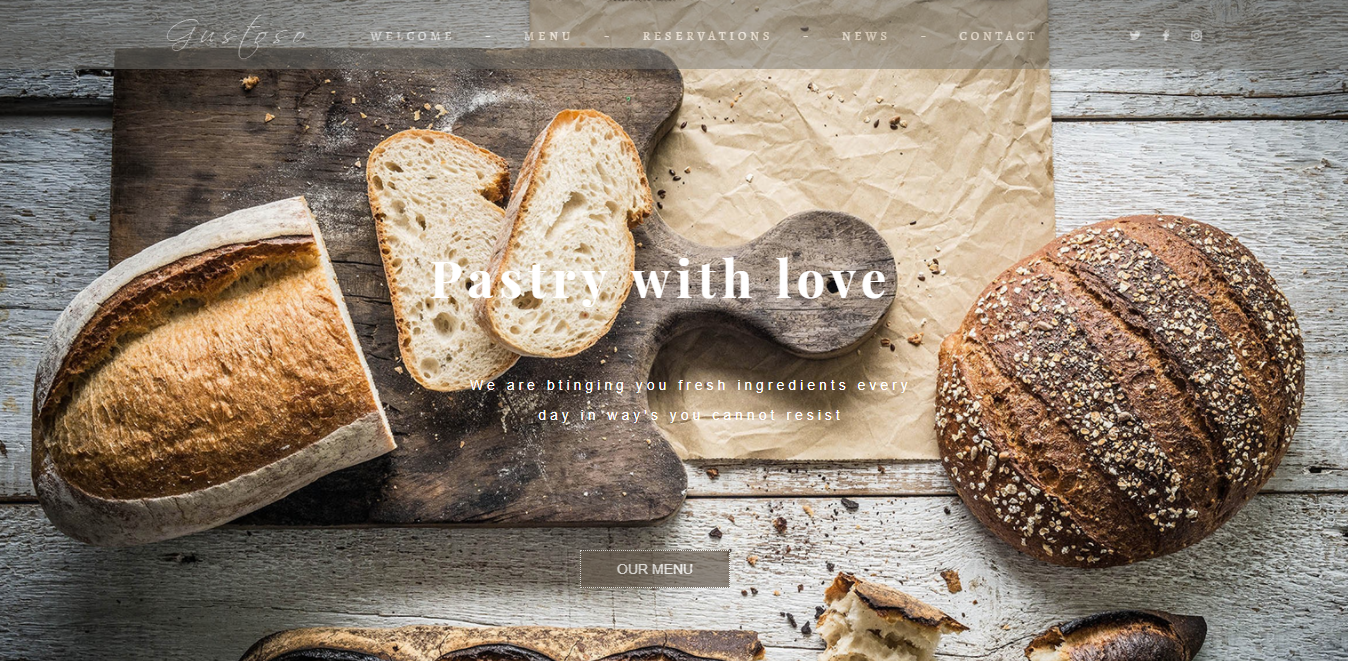 Gustoso
WELCOME – MENU – RESERVATIONS – NEWS – CONTACT
Pastry with love
We are btinging you fresh ingredients every
day in way's you cannot resist
OUR MENU